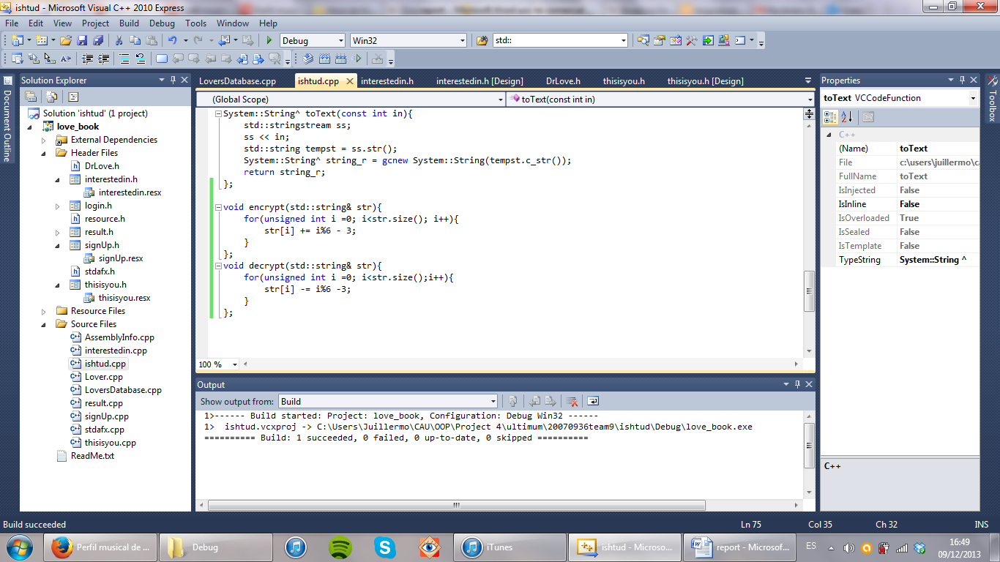 ishtud - Microsoft Visual C++ 2010 Express
File Edit View Project Build Debug Tools Window Help
Debug Win32 std::
Document Outline
Solution Explorer
Solution 'ishtud' (1 project)
love_book
External Dependencies
Header Files
DrLove.h
interestedin.h
interestedin.resx
login.h
resource.h
result.h
signUp.h
signUp.resx
stdafx.h
thisisyou.h
thisisyou.resx
Resource Files
Source Files
AssemblyInfo.cpp
interestedin.cpp
ishtud.cpp
Lover.cpp
LoversDatabase.cpp
result.cpp
signUp.cpp
stdafx.cpp
thisisyou.cpp
ReadMe.txt
LoversDatabase.cpp ishtud.cpp interestedin.h interestedin.h [Design] DrLove.h thisisyou.h thisisyou.h [Design]
(Global Scope) toText(const int in)
System::String^ toText(const int in){
std::stringstream ss;
ss << in;
std::string tempst = ss.str();
System::String^ string_r = gcnew System::String(tempst.c_str());
return string_r;
};
void encrypt(std::string& str){
for(unsigned int i =0; i<str.size(); i++){
str[i] += i%6 - 3;
}
};
void decrypt(std::string& str){
for(unsigned int i =0; i<str.size();i++){
str[i] -= i%6 -3;
}
};
100 %
Output
Show output from: Build
1>------ Build started: Project: love_book, Configuration: Debug Win32 ------
1>  ishtud.vcxproj -> C:\Users\Juillermo\CAU\OOP\Project 4\ultimum\20070936team9\ishtud\Debug\love_book.exe
========== Build: 1 succeeded, 0 failed, 0 up-to-date, 0 skipped ==========
Properties
toText VCCodeFunction
C++
(Name) toText
File c:\users\juillermo\ca
FullName toText
IsInjected False
IsInline False
IsOverloaded True
IsSealed False
IsTemplate False
TypeString System::String ^
C++
Toolbox
Build succeeded Ln 75 Col 35 Ch 32 INS
Perfil musical de ... Debug iTunes ishtud - Microso... report - Microsof... ES 16:49
09/12/2013